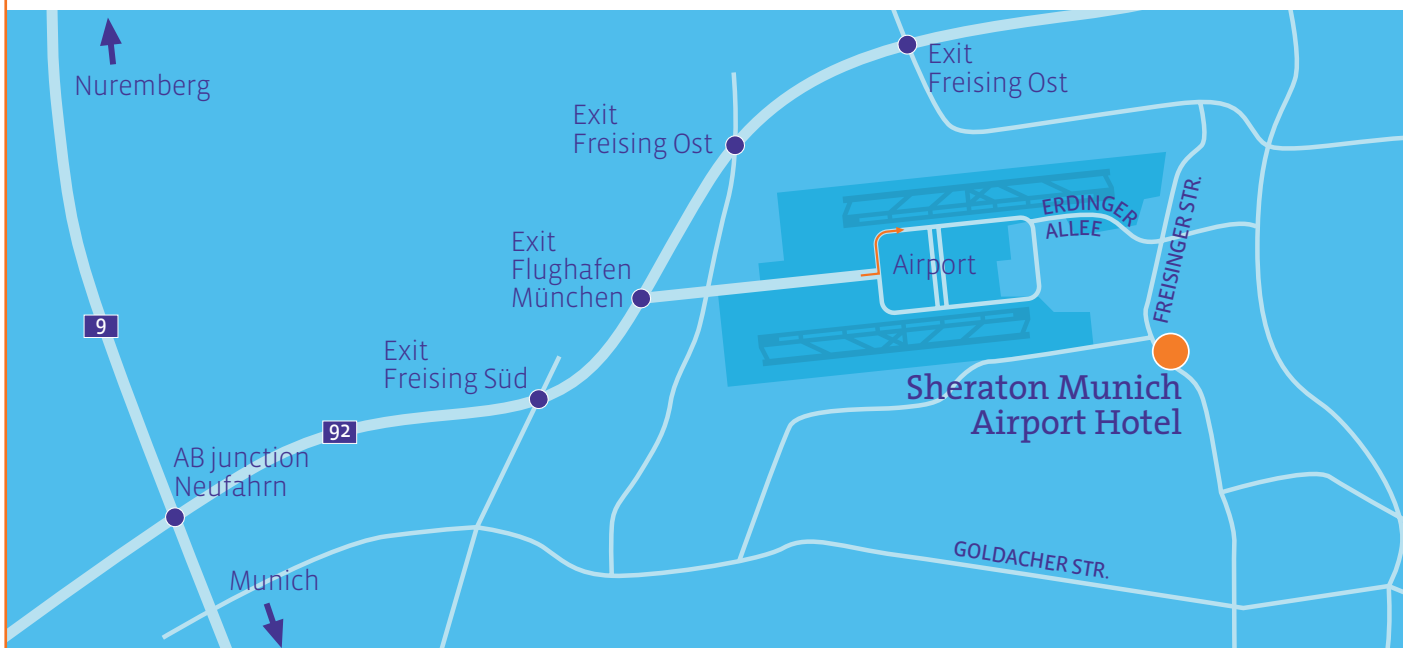 Nuremberg
Exit
Freising Ost
Exit
Freising Ost
ERDINGER
ALLEE
FREISINGER STR.
Exit
Flughafen
München
Airport
9
Exit
Freising Süd
Sheraton Munich
Airport Hotel
92
AB junction
Neufahrn
GOLDACHER STR.
Munich